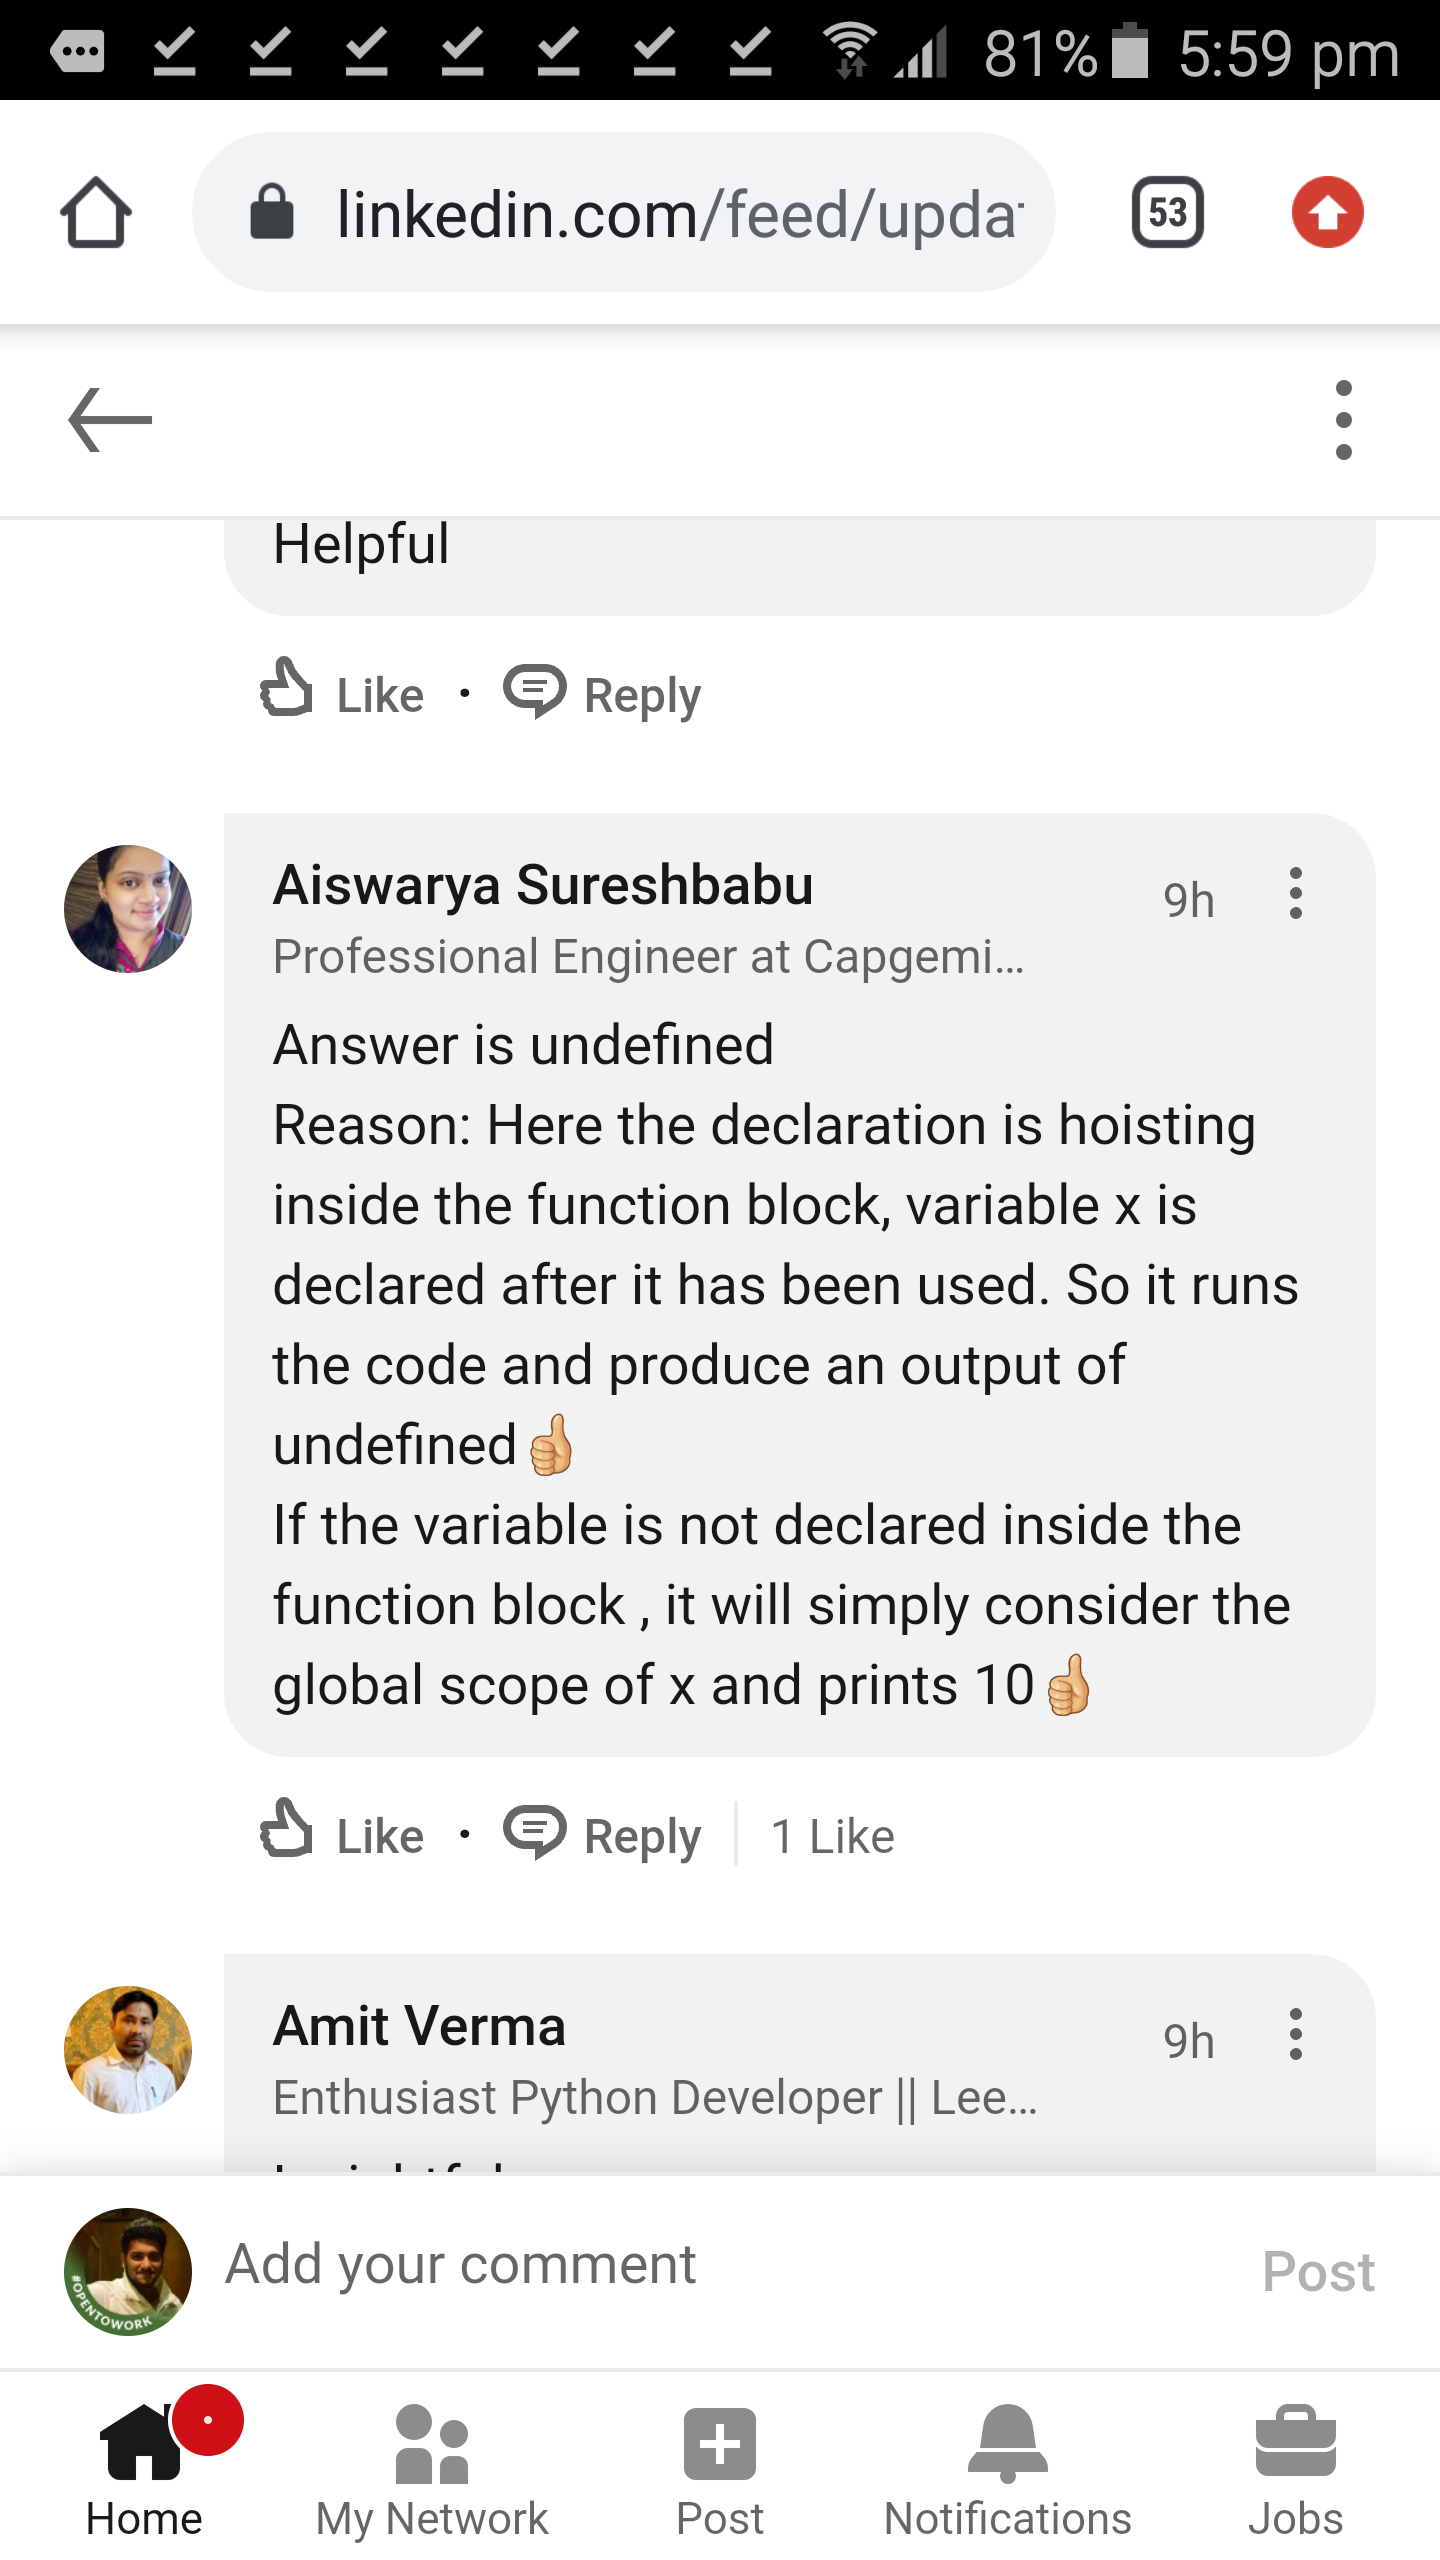 81% 5:59 pm
linkedin.com/feed/upda
53
Helpful
Like • Reply
Aiswarya Sureshbabu
9h
Professional Engineer at Capgemi...
Answer is undefined
Reason: Here the declaration is hoisting
inside the function block, variable x is
declared after it has been used. So it runs
the code and produce an output of
undefined👍
If the variable is not declared inside the
function block , it will simply consider the
global scope of x and prints 10👍
Like • Reply | 1 Like
Amit Verma
9h
Enthusiast Python Developer || Lee...
#OPENTOWORK
Add your comment
Post
Home My Network Post Notifications Jobs